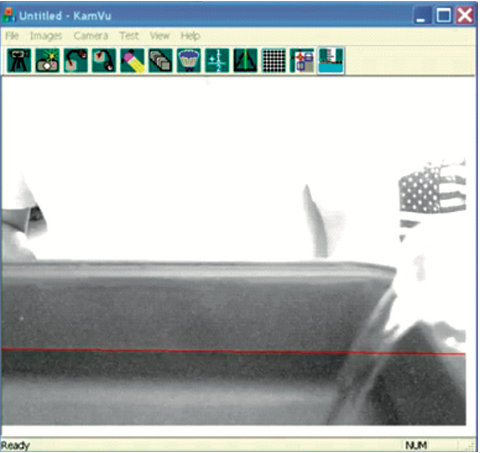 Untitled - KamVu
File Images Camera Test View Help
Ready NUM